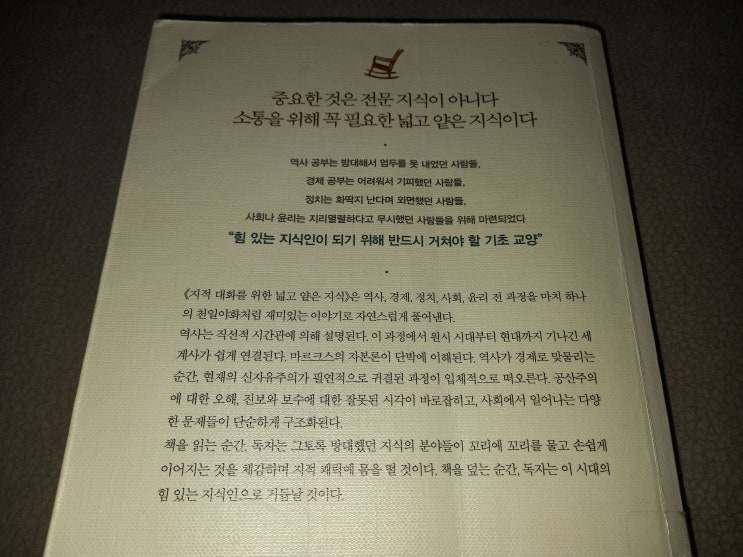 중요한 것은 전문 지식이 아니다
소통을 위해 꼭 필요한 넓고 얕은 지식이다
역사 공부는 방대해서 엄두를 못 내었던 사람들,
경제 공부는 어려워서 기피했던 사람들,
정치는 화딱지 난다며 외면했던 사람들,
사회나 윤리는 지리멸렬하다고 무시했던 사람들을 위해 마련되었다
“힘 있는 지식인이 되기 위해 반드시 거쳐야 할 기초 교양”
《지적 대화를 위한 넓고 얕은 지식》은 역사, 경제, 정치, 사회, 윤리 전 과정을 마치 하나
의 천일야화처럼 재미있는 이야기로 자연스럽게 풀어낸다.
역사는 직선적 시간관에 의해 설명된다. 이 과정에서 원시 시대부터 현대까지 기나긴 세
계사가 쉽게 연결된다. 마르크스의 자본론이 단박에 이해된다. 역사가 경제로 맞물리는
순간, 현재의 신자유주의가 필연적으로 귀결된 과정이 입체적으로 떠오른다. 공산주의
에 대한 오해, 진보와 보수에 대한 잘못된 시각이 바로잡히고, 사회에서 일어나는 다양
한 문제들이 단순하게 구조화된다.
책을 읽는 순간, 독자는 그토록 방대했던 지식의 분야들이 꼬리에 꼬리를 물고 손쉽게
이어지는 것을 체감하며 지적 쾌락에 몸을 떨 것이다. 책을 덮는 순간, 독자는 이 시대의
힘 있는 지식인으로 거듭날 것이다.